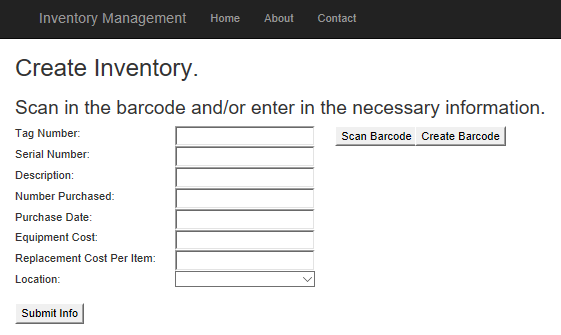 Inventory Management Home About Contact
Create Inventory.
Scan in the barcode and/or enter in the necessary information.
Tag Number: Scan Barcode Create Barcode
Serial Number:
Description:
Number Purchased:
Purchase Date:
Equipment Cost:
Replacement Cost Per Item:
Location:
Submit Info